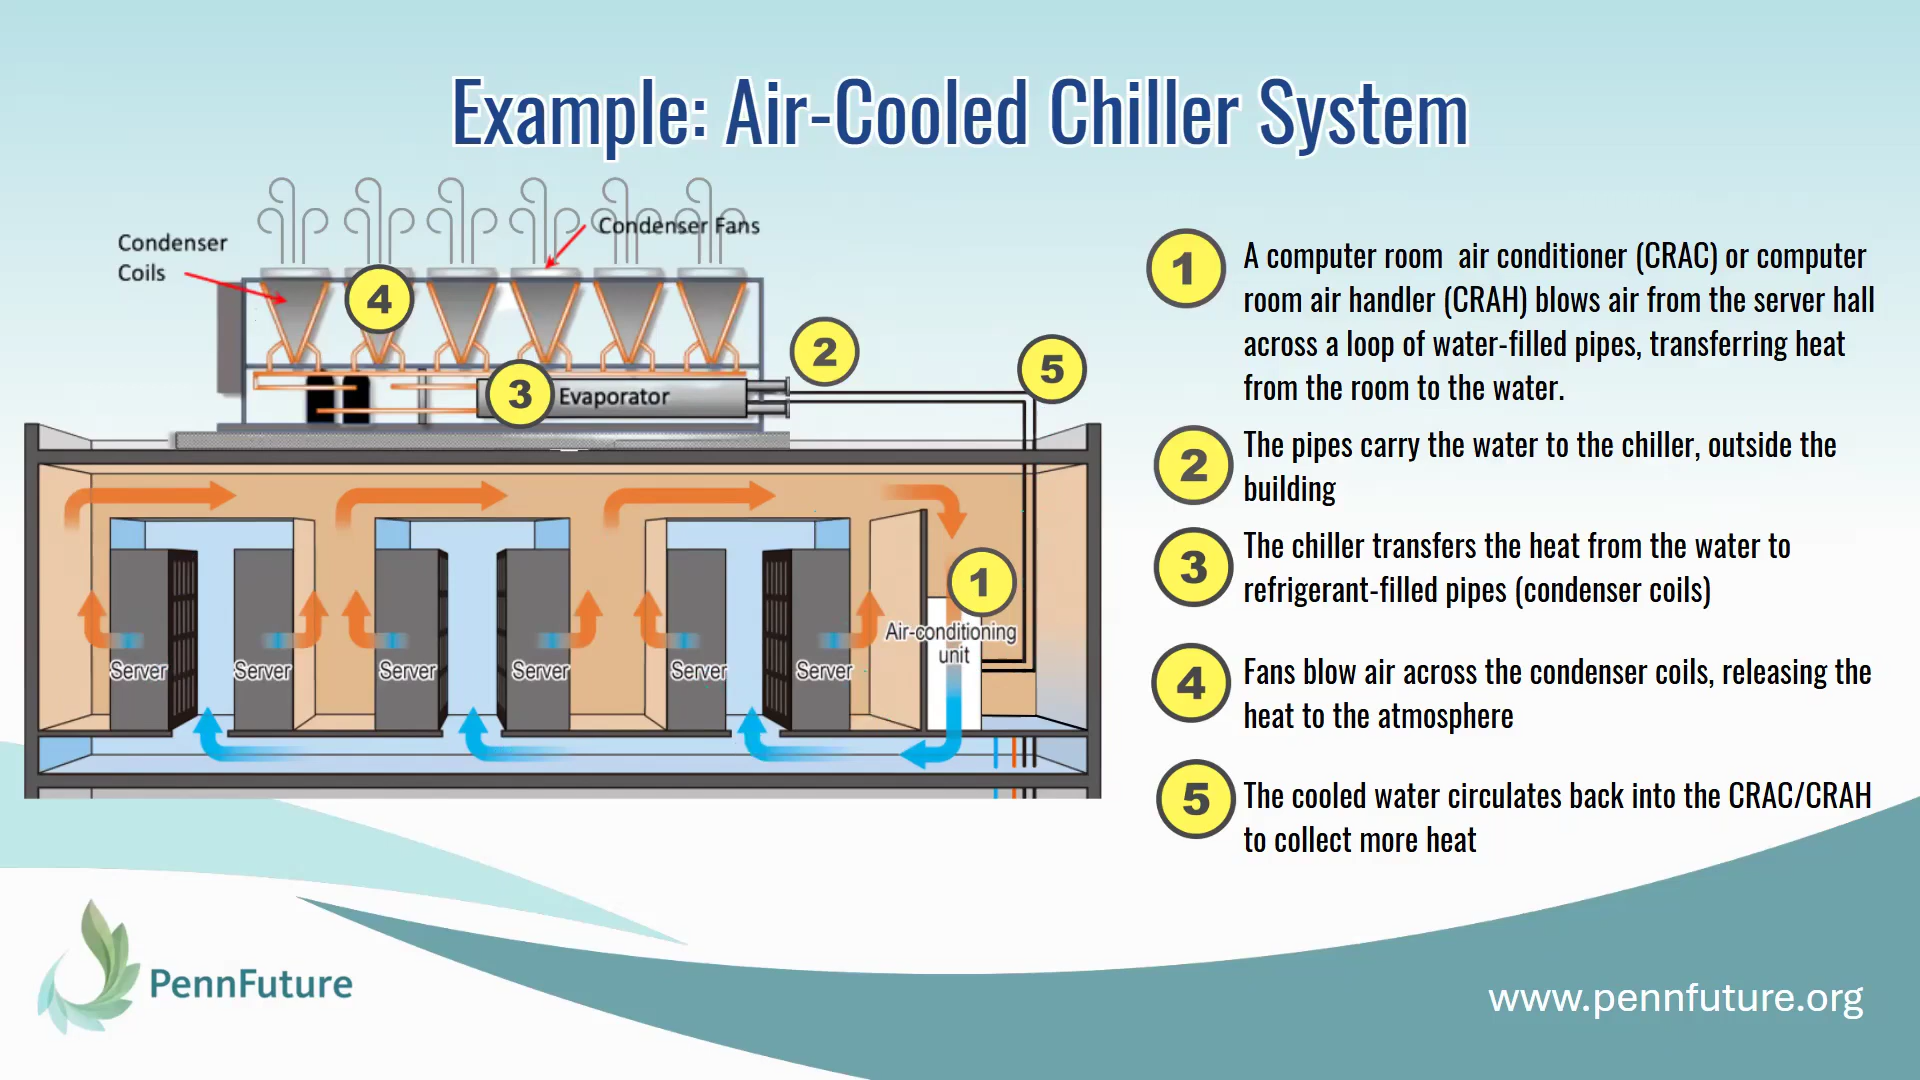 Example: Air-Cooled Chiller System
Condenser Fans
Condenser
Coils
4
2
5
3
Evaporator
1
Air-conditioning
unit
Server
Server
Server
Server
Server
Server
1
A computer room air conditioner (CRAC) or computer
room air handler (CRAH) blows air from the server hall
across a loop of water-filled pipes, transferring heat
from the room to the water.
2
The pipes carry the water to the chiller, outside the
building
3
The chiller transfers the heat from the water to
refrigerant-filled pipes (condenser coils)
4
Fans blow air across the condenser coils, releasing the
heat to the atmosphere
5
The cooled water circulates back into the CRAC/CRAH
to collect more heat
PennFuture
www.pennfuture.org